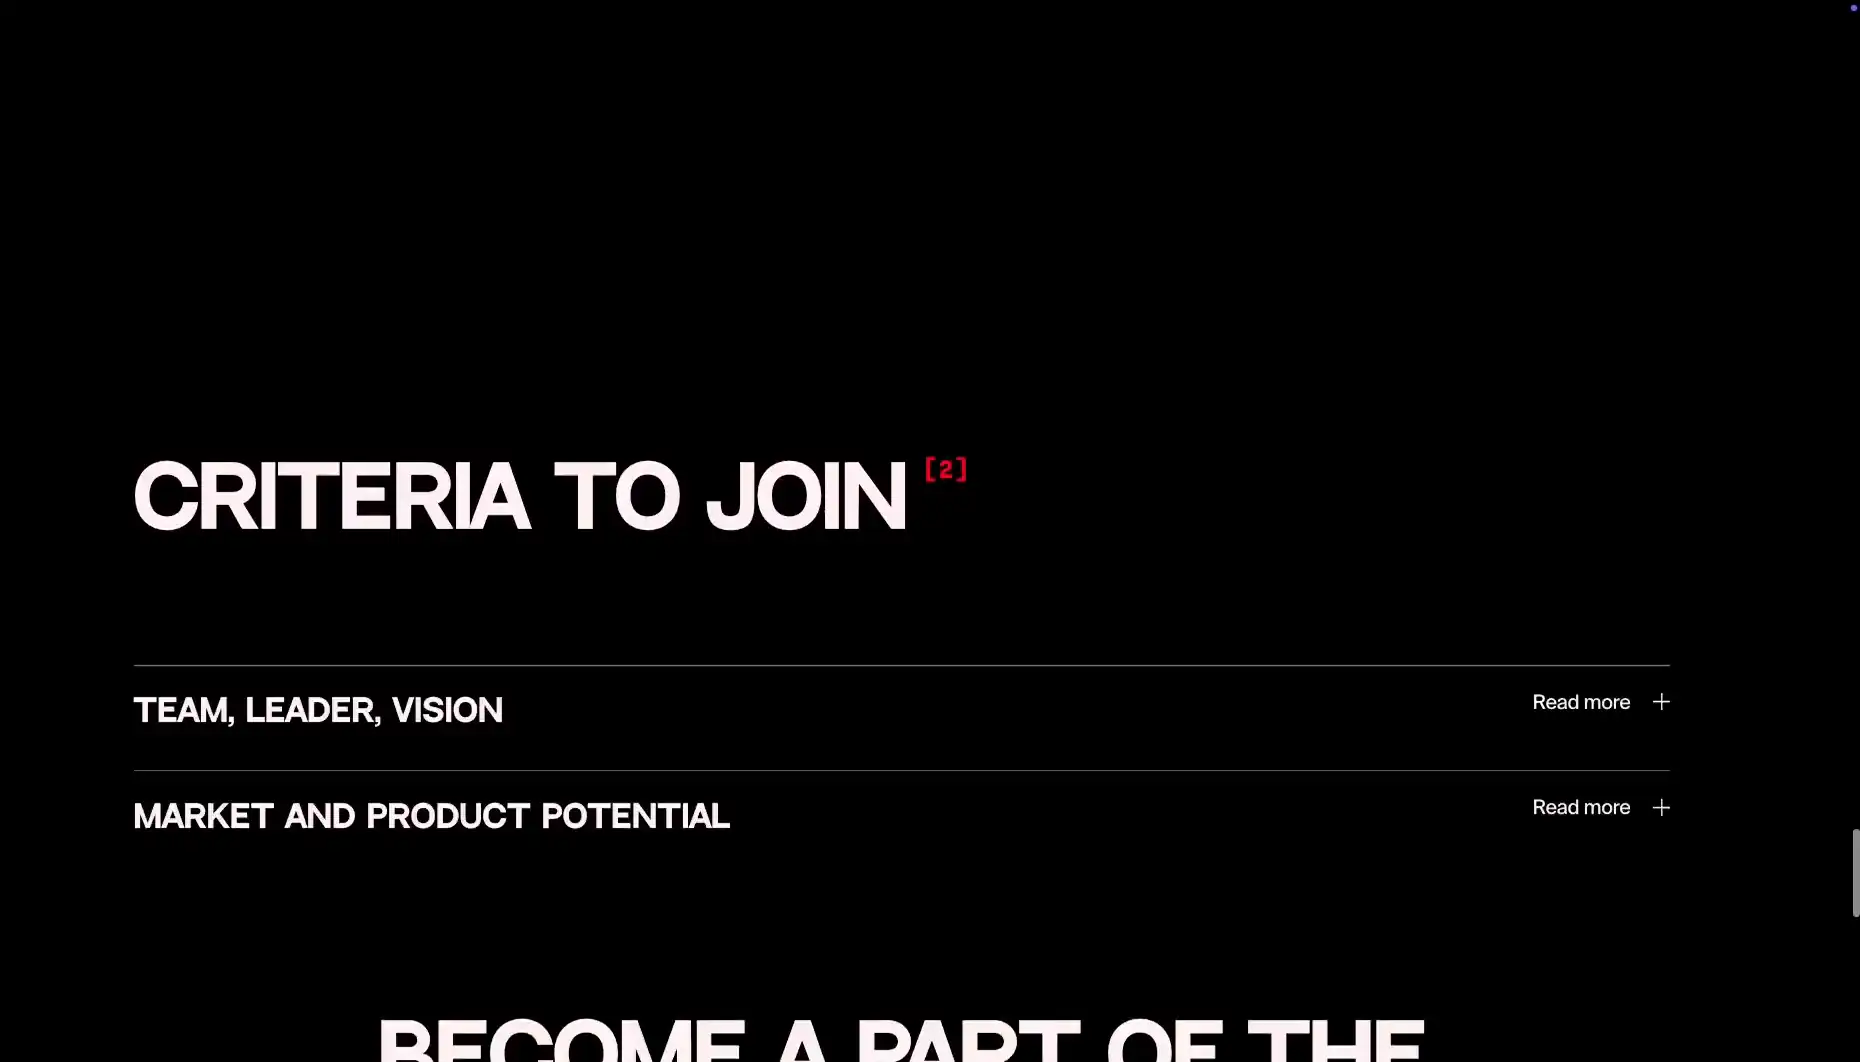 CRITERIA TO JOIN [2]
TEAM, LEADER, VISION
Read more +
MARKET AND PRODUCT POTENTIAL
Read more +
BECOME A PART OF THE